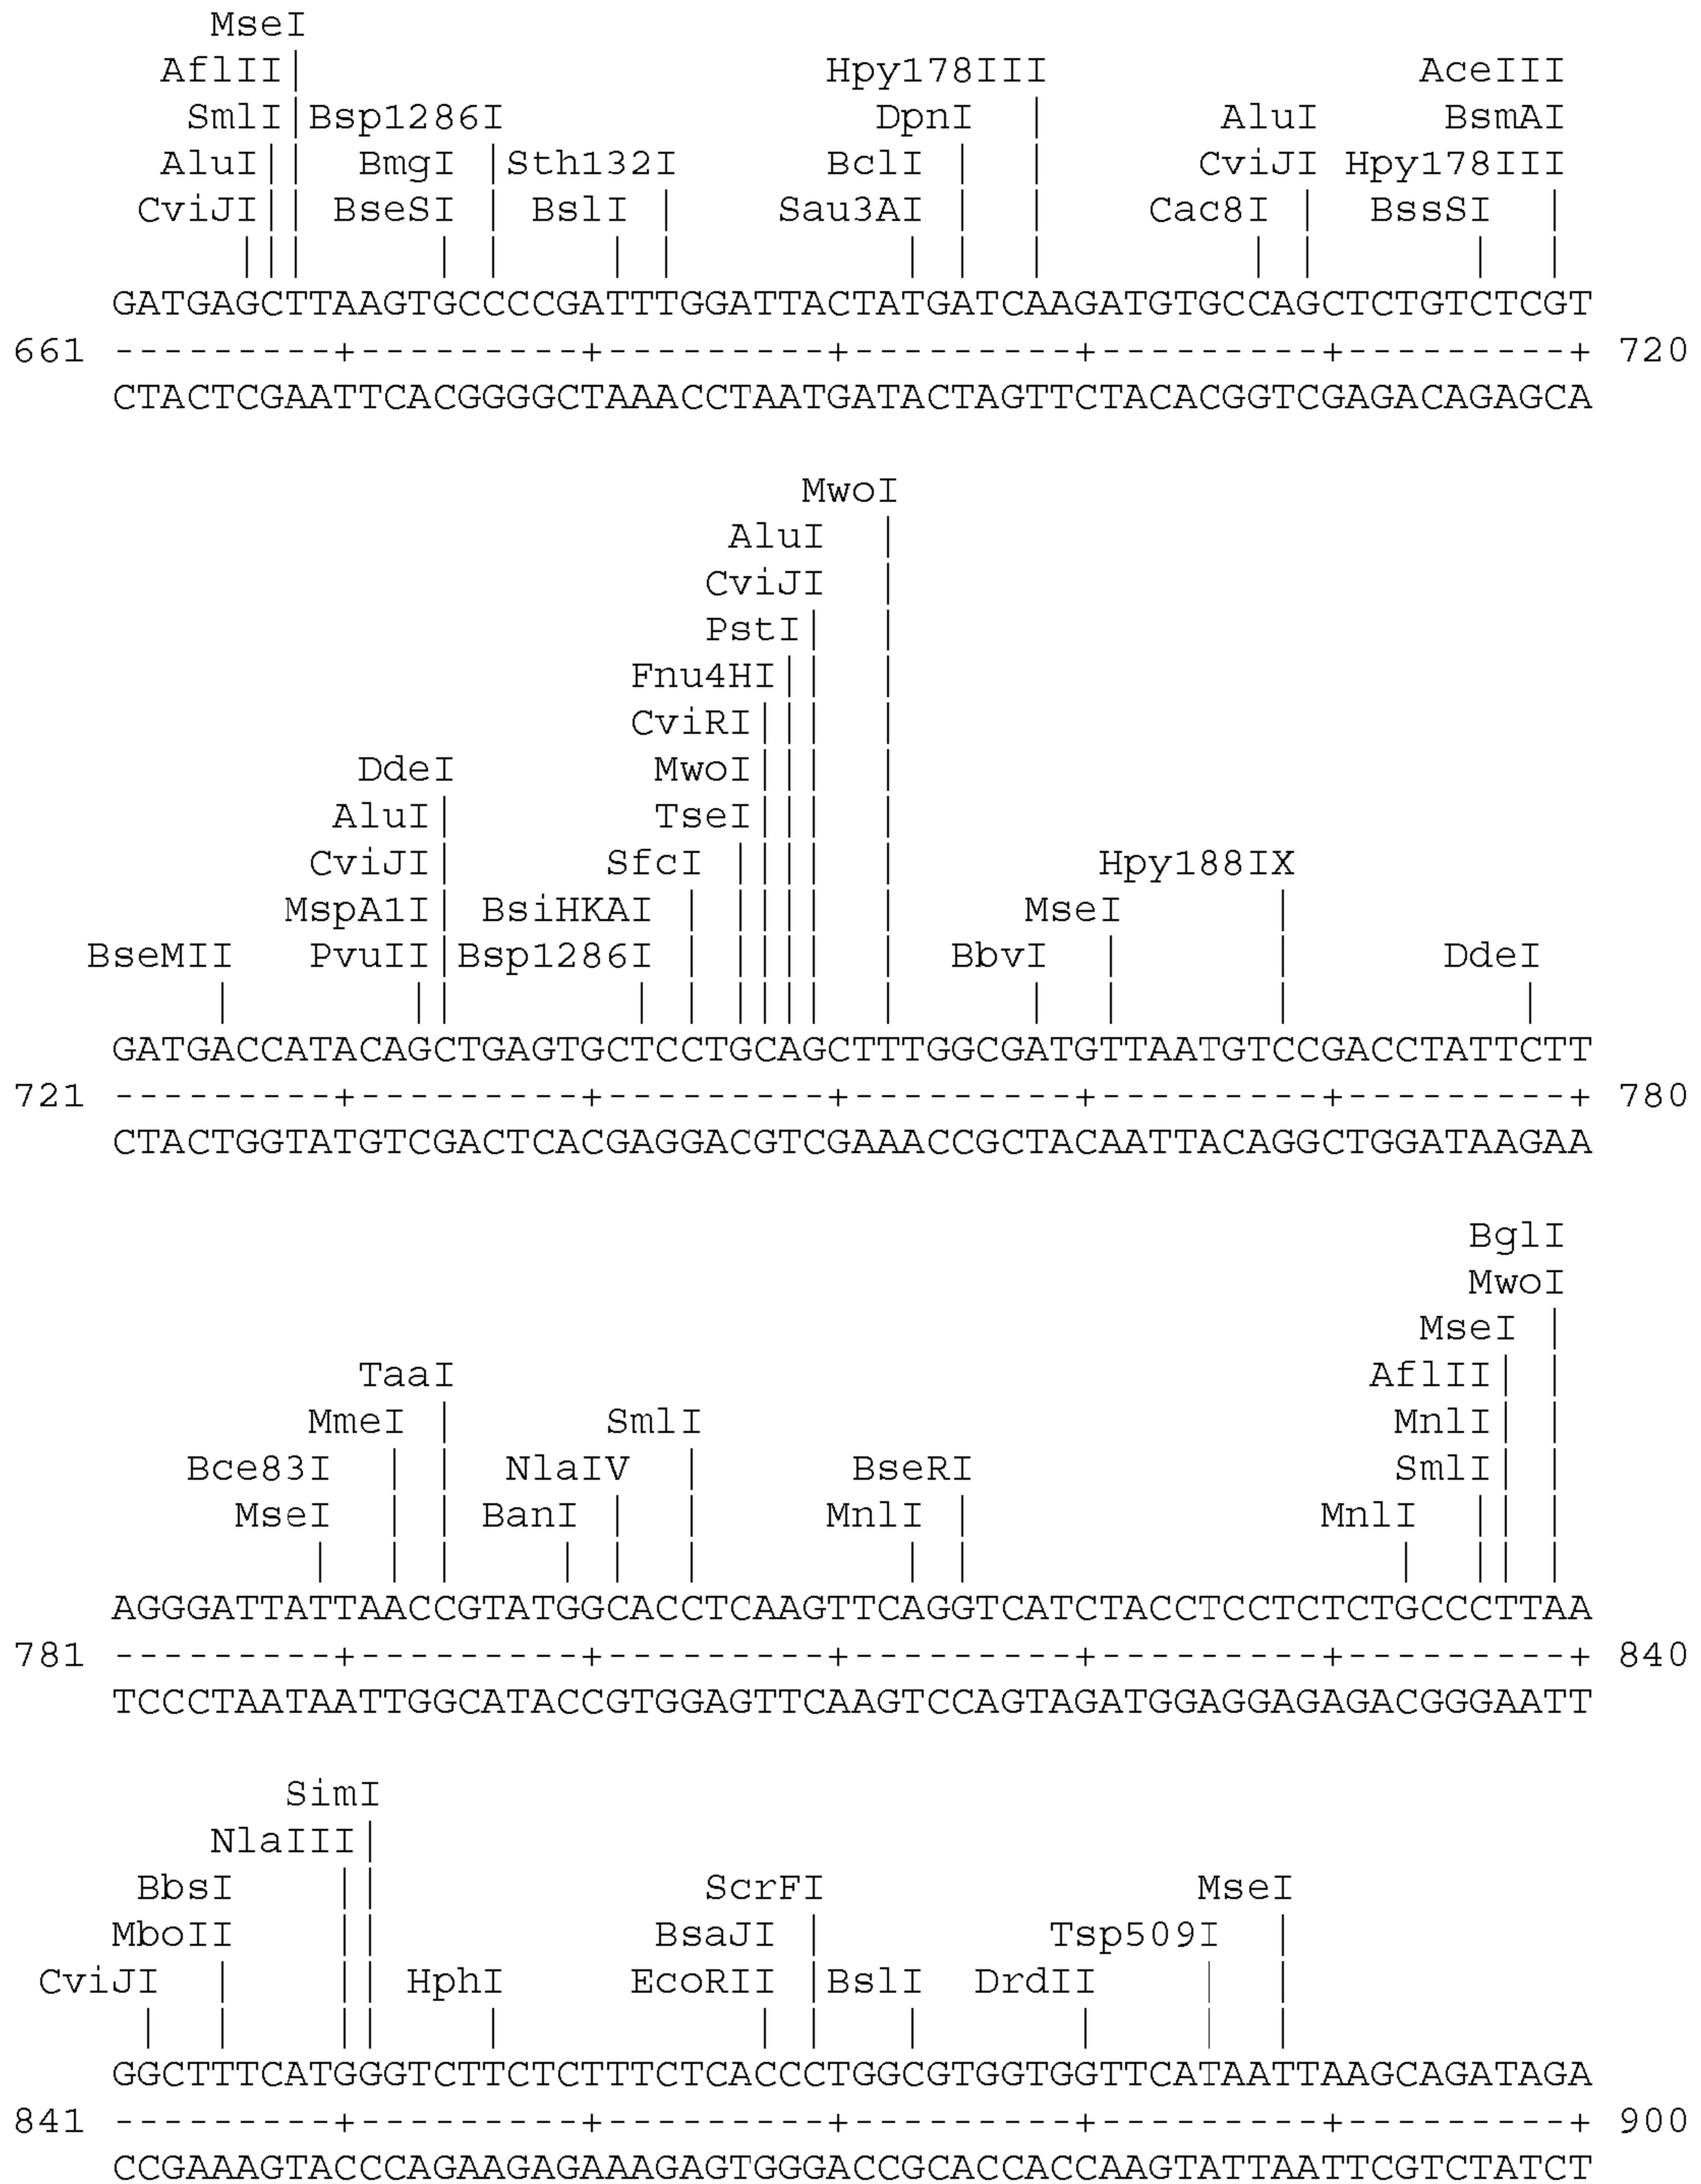 MseI
AflII|
SmlI| Hpy178III AceIII
|Bsp1286I DpnI | AluI BsmAI
AluI|| BmgI |Sth132I BclI | | CviJI Hpy178III
CviJI|| BseSI | BslI | Sau3AI | | Cac8I | BssSI |
||| | | | | | | | | | | |
GATGAGCTTAAGTGCCCCGATTTGGATTACTATGATCAAGATGTGCCAGCTCTGTCTCGT
661 ---------+---------+---------+---------+---------+---------+ 720
CTACTCGAATTCACGGGGCTAAACCTAATGATACTAGTTCTACACGGTCGAGACAGAGCA
MwoI
AluI |
CviJI |
PstI| |
Fnu4HI|| |
CviRI||| |
DdeI MwoI||| |
AluI| TseI||| |
CviJI| SfcI |||| | Hpy188IX
MspA1I| BsiHKAI | |||| | MseI |
BseMII PvuII|Bsp1286I | |||| | BbvI | | DdeI
| || | | |||| | | | | |
GATGACCATACAGCTGAGTGCTCCTGCAGCTTTGGCGATGTTAATGTCCGACCTATTCTT
721 ---------+---------+---------+---------+---------+---------+ 780
CTACTGGTATGTCGACTCACGAGGACGTCGAAACCGCTACAATTACAGGCTGGATAAGAA
BglI
MwoI
MseI |
TaaI AflII| |
MmeI | SmlI MnlI| |
Bce83I | | NlaIV | BseRI SmlI| |
MseI | | BanI | | MnlI | MnlI || |
| | | | | | | | | || |
AGGGATTATTAACCGTATGGCACCTCAAGTTCAGGTCATCTACCTCCTCTCTGCCCTTAA
781 ---------+---------+---------+---------+---------+---------+ 840
TCCCTAATAATTGGCATACCGTGGAGTTCAAGTCCAGTAGATGGAGGAGAGACGGGAATT
SimI
NlaIII|
BbsI || ScrFI MseI
MboII || BsaJI | Tsp509I |
CviJI | || HphI EcoRII |BslI DrdII | |
| | || | | | | | | |
GGCTTTCATGGGTCTTCTCTTTCTCACCCTGGCGTGGTGGTTCATAATTAAGCAGATAGA
841 ---------+---------+---------+---------+---------+---------+ 900
CCGAAAGTACCCAGAAGAGAAAGAGTGGGACCGCACCACCAAGTATTAATTCGTCTATCT